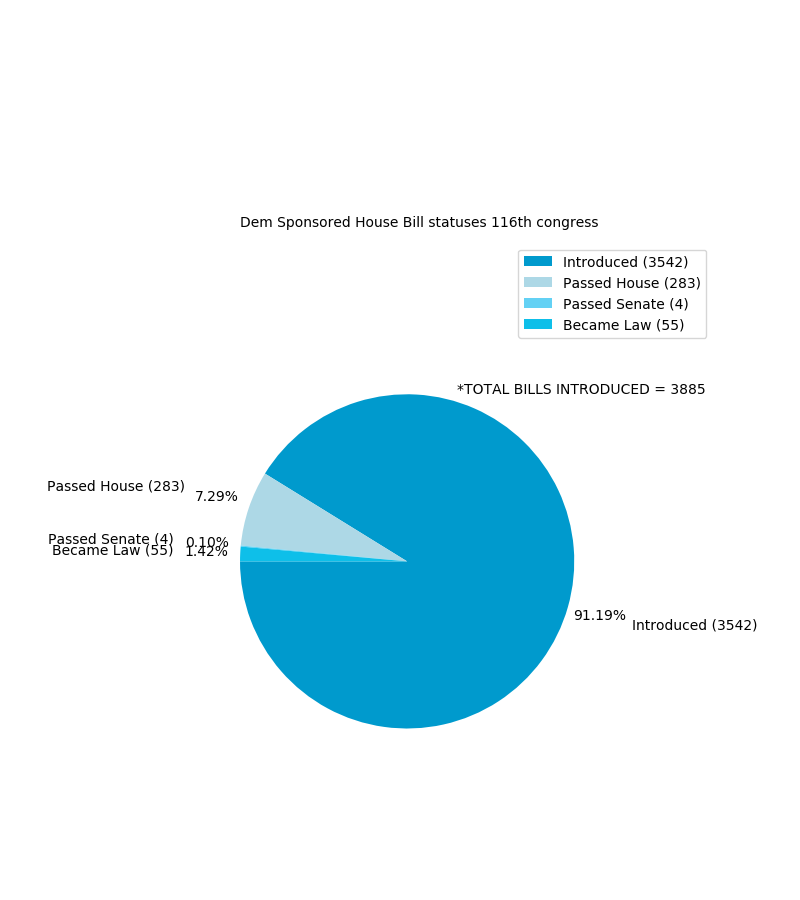 Dem Sponsored House Bill statuses 116th congress
Introduced (3542)
Passed House (283)
Passed Senate (4)
Became Law (55)
*TOTAL BILLS INTRODUCED = 3885
Passed House (283)
7.29%
Passed Senate (4)
0.10%
Became Law (55)
1.42%
91.19%
Introduced (3542)